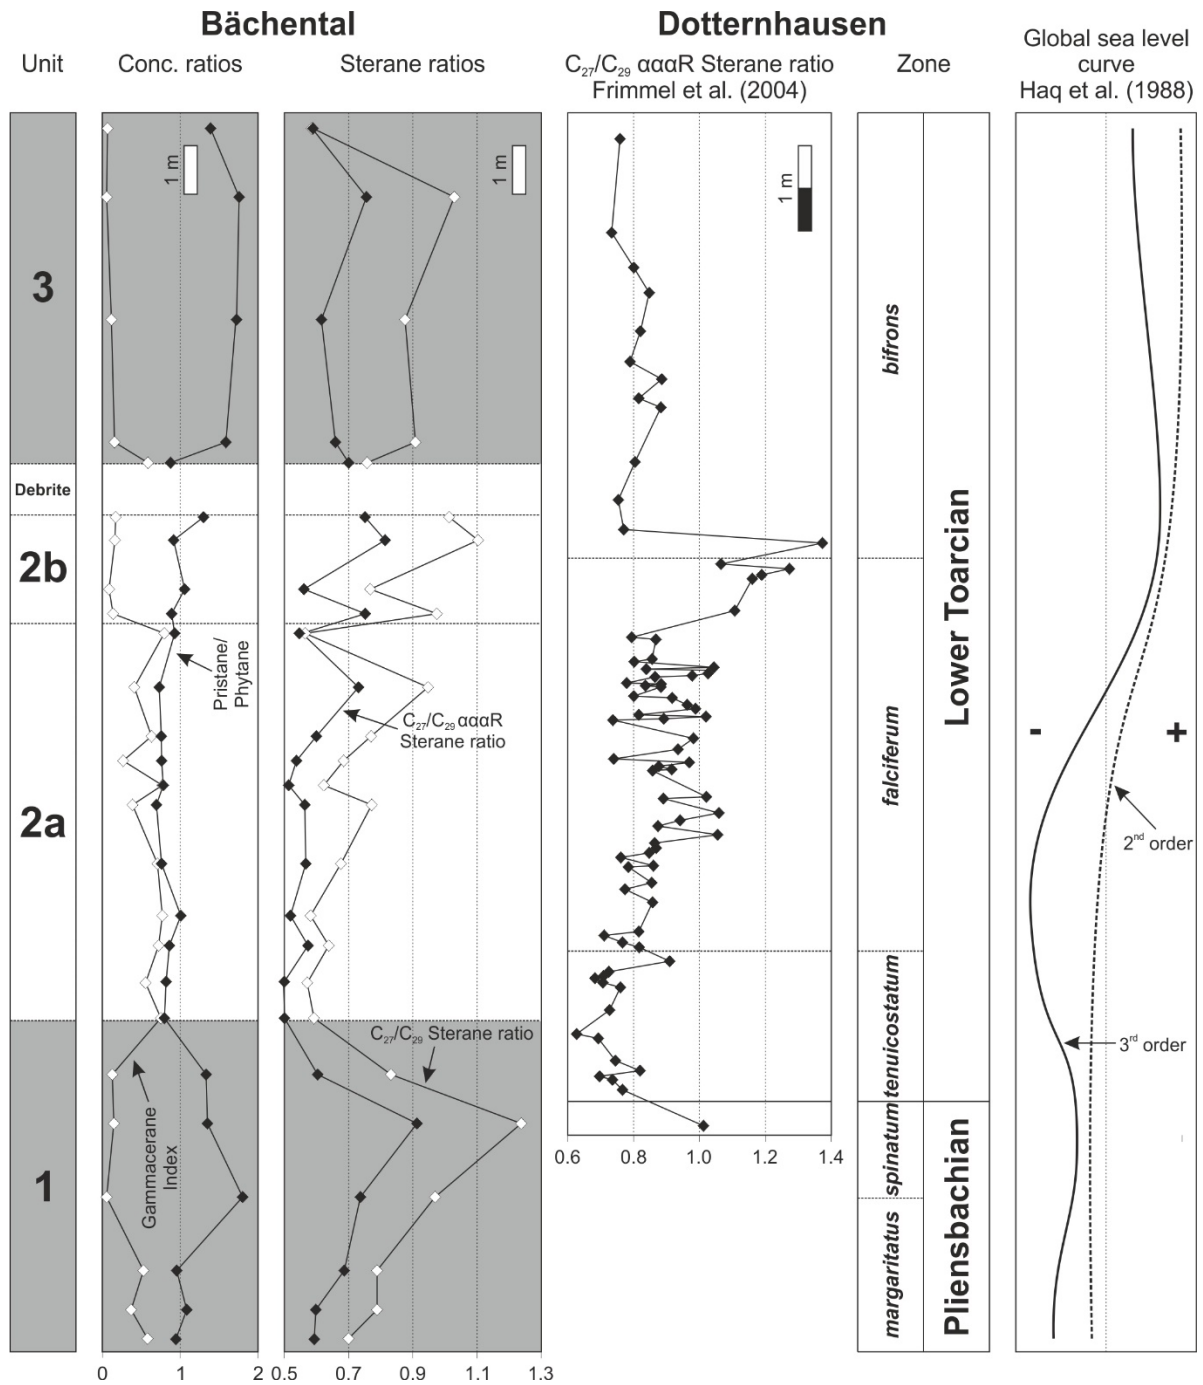 Bächental
Dotternhausen
Unit
Conc. ratios
Sterane ratios
C27/C29 αααR Sterane ratio
Frimmel et al. (2004)
Zone
Global sea level
curve
Haq et al. (1988)
3
Debrite
2b
2a
1
1 m
1 m
1 m
Pristane/
Phytane
C27/C29 αααR
Sterane ratio
C27/C29 Sterane ratio
Gammacerane
Index
bifrons
falciferum
tenuicostatum
spinatum
margaritatus
Lower Toarcian
Pliensbachian
-
+
2nd order
3rd order
0.6 0.8 1.0 1.2 1.4
0 1 2 0.5 0.7 0.9 1.1 1.3